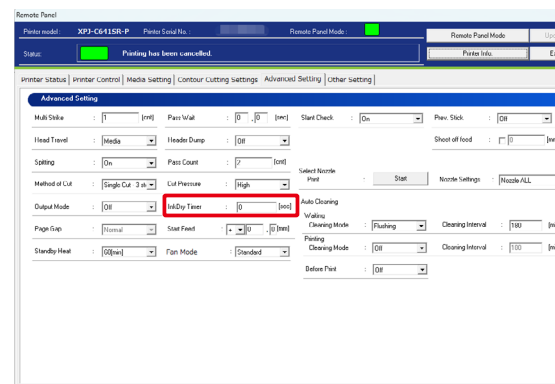 Remote Panel
Printer model : XPJ-C641SR-P Printer Serial No. : Remote Panel Mode : Remote Panel Mode
Status: Printing has been cancelled. Printer Info.
Printer Status Printer Control Media Setting Contour Cutting Settings Advanced Setting Other Setting
Advanced Setting
Multi Strike : 1 [cnt] Pass Wait : 0 . 0 [sec] Slant Check : On Prev. Stick : Off
Head Travel : Media Header Dump : Off Shoot off food : 0
Spitting : On Pass Count : 2 [cnt]
Select Nozzle
Print : Start Nozzle Settings : Nozzle ALL
Method of Cut : Single Cut 3 sh Cut Pressure : High
Output Mode : Off InkDry Timer : 0 [sec] Auto Cleaning
Waiting
Cleaning Mode : Flushing Cleaning Interval : 180
Page Gap : Normal Start Feed : + 0 . 0 [mm]
Printing
Cleaning Mode : Off Cleaning Interval : 100
Standby Heat : 60[min] Fan Mode : Standard
Before Print : Off